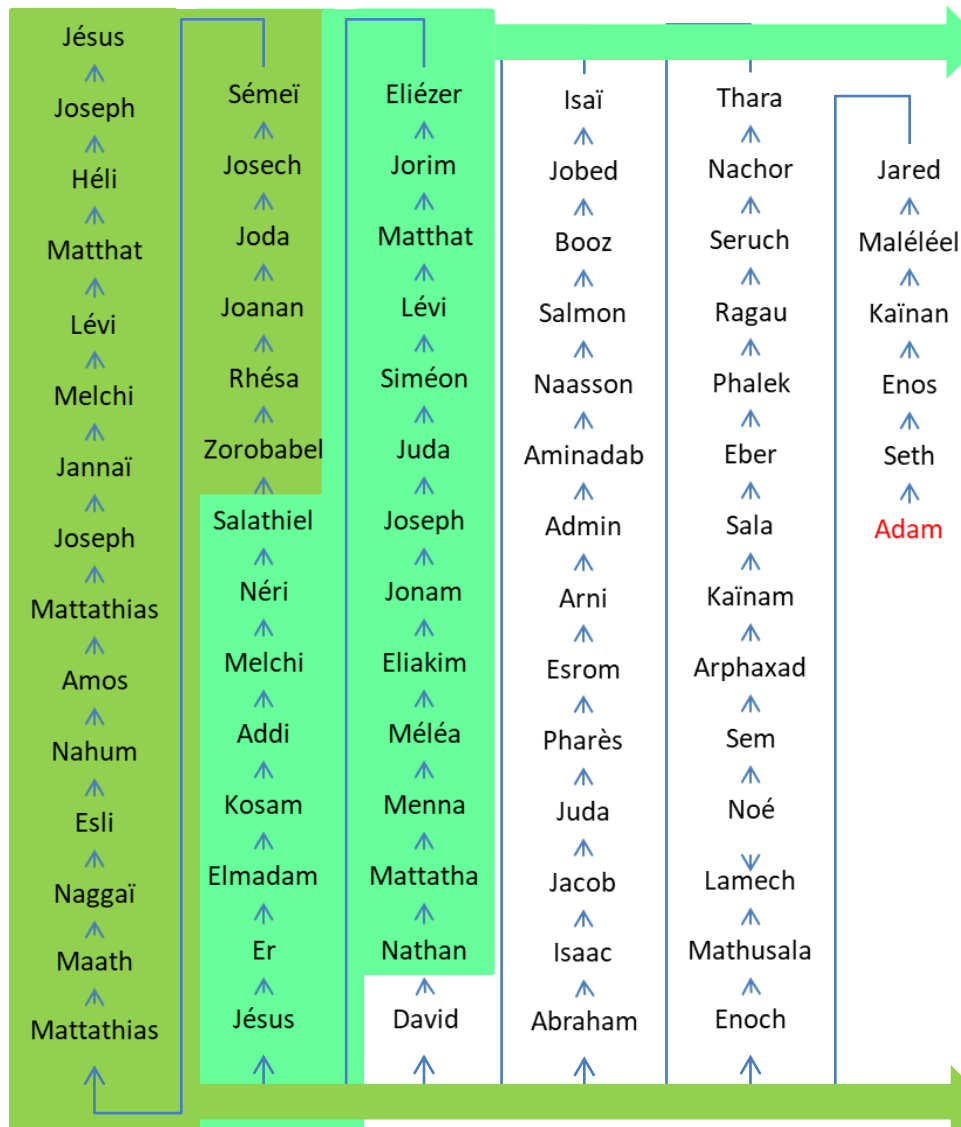 Jésus
Joseph
Héli
Matthat
Lévi
Melchi
Jannaï
Joseph
Mattathias
Amos
Nahum
Esli
Naggaï
Maath
Mattathias
Sémeï
Josech
Joda
Joanan
Rhésa
Zorobabel
Salathiel
Néri
Melchi
Addi
Kosam
Elmadam
Er
Jésus
Eliézer
Jorim
Matthat
Lévi
Siméon
Juda
Joseph
Jonam
Eliakim
Méléa
Menna
Mattatha
Nathan
David
Isaï
Jobed
Booz
Salmon
Naasson
Aminadab
Admin
Arni
Esrom
Pharès
Juda
Jacob
Isaac
Abraham
Thara
Nachor
Seruch
Ragau
Phalek
Eber
Sala
Kaïnam
Arphaxad
Sem
Noé
Lamech
Mathusala
Enoch
Jared
Maléléel
Kaïnan
Enos
Seth
Adam